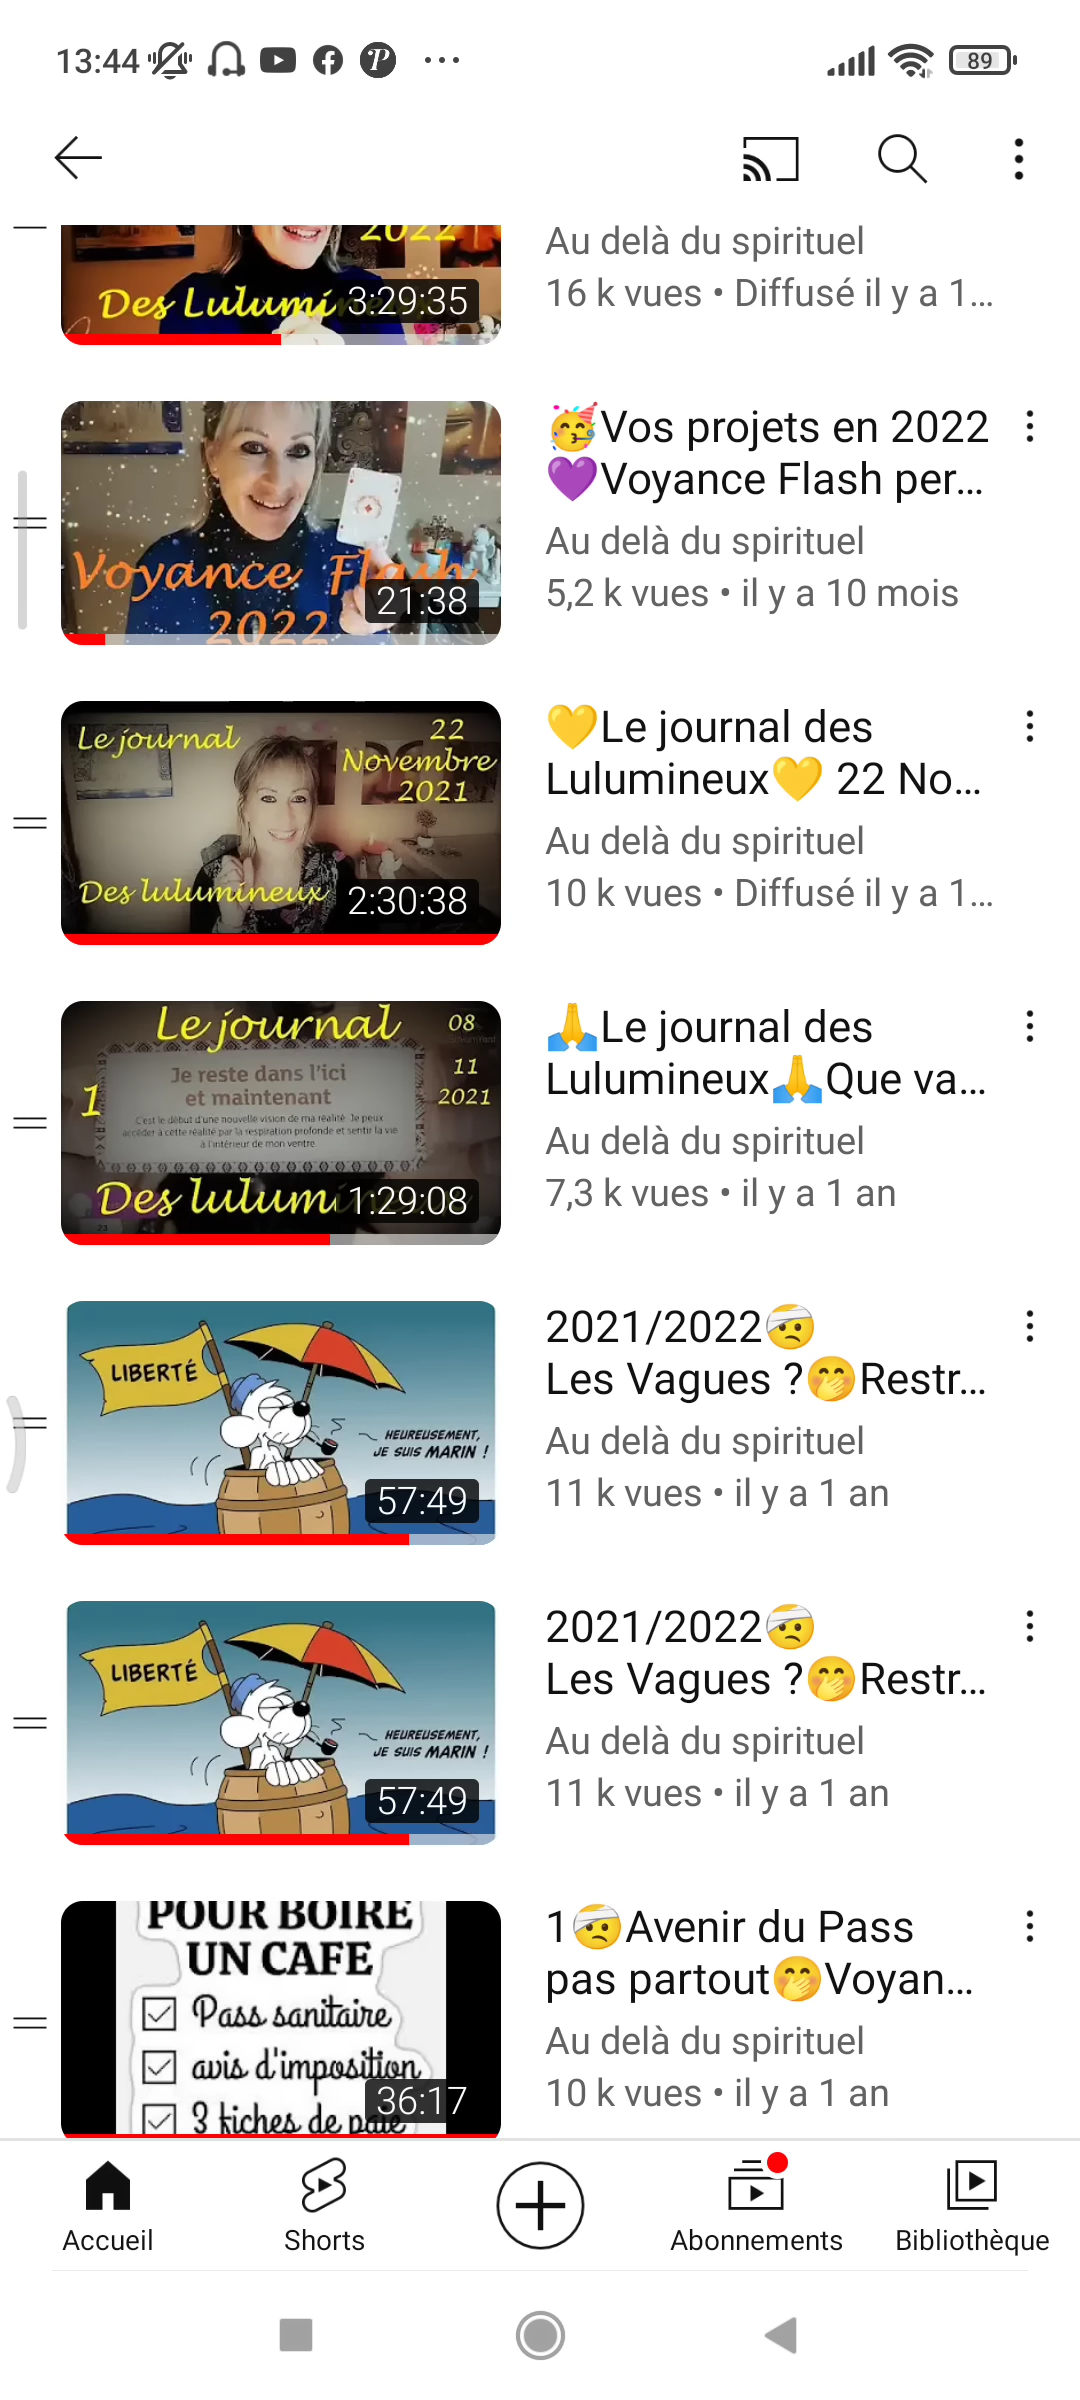 13:44
89
2022
Des Lulumine
3:29:35
Au delà du spirituel
16 k vues • Diffusé il y a 1...
Voyance Flash
2022
21:38
🥳Vos projets en 2022
💜Voyance Flash per...
Au delà du spirituel
5,2 k vues • il y a 10 mois
Le journal
22
Novembre
2021
Des lulumineux
2:30:38
💛Le journal des
Lulumineux💛 22 No...
Au delà du spirituel
10 k vues • Diffusé il y a 1...
Le journal
08
11
2021
1
Je reste dans l'ici
et maintenant
C'est le début d'une nouvelle vision de ma réalité. Je peux
accéder à cette réalité par la respiration profonde et sentir la vie
à l'intérieur de mon ventre.
Des lulumi
23
1:29:08
🙏Le journal des
Lulumineux🙏Que va...
Au delà du spirituel
7,3 k vues • il y a 1 an
LIBERTÉ
HEUREUSEMENT,
JE SUIS MARIN !
57:49
2021/2022🤕
Les Vagues ?🤭Restr...
Au delà du spirituel
11 k vues • il y a 1 an
LIBERTÉ
HEUREUSEMENT,
JE SUIS MARIN !
57:49
2021/2022🤕
Les Vagues ?🤭Restr...
Au delà du spirituel
11 k vues • il y a 1 an
POUR BOIRE
UN CAFE
Pass sanitaire
avis d'imposition
3 fiches de paie
36:17
1🤕Avenir du Pass
pas partout🤭Voyan...
Au delà du spirituel
10 k vues • il y a 1 an
Accueil
Shorts
Abonnements
Bibliothèque